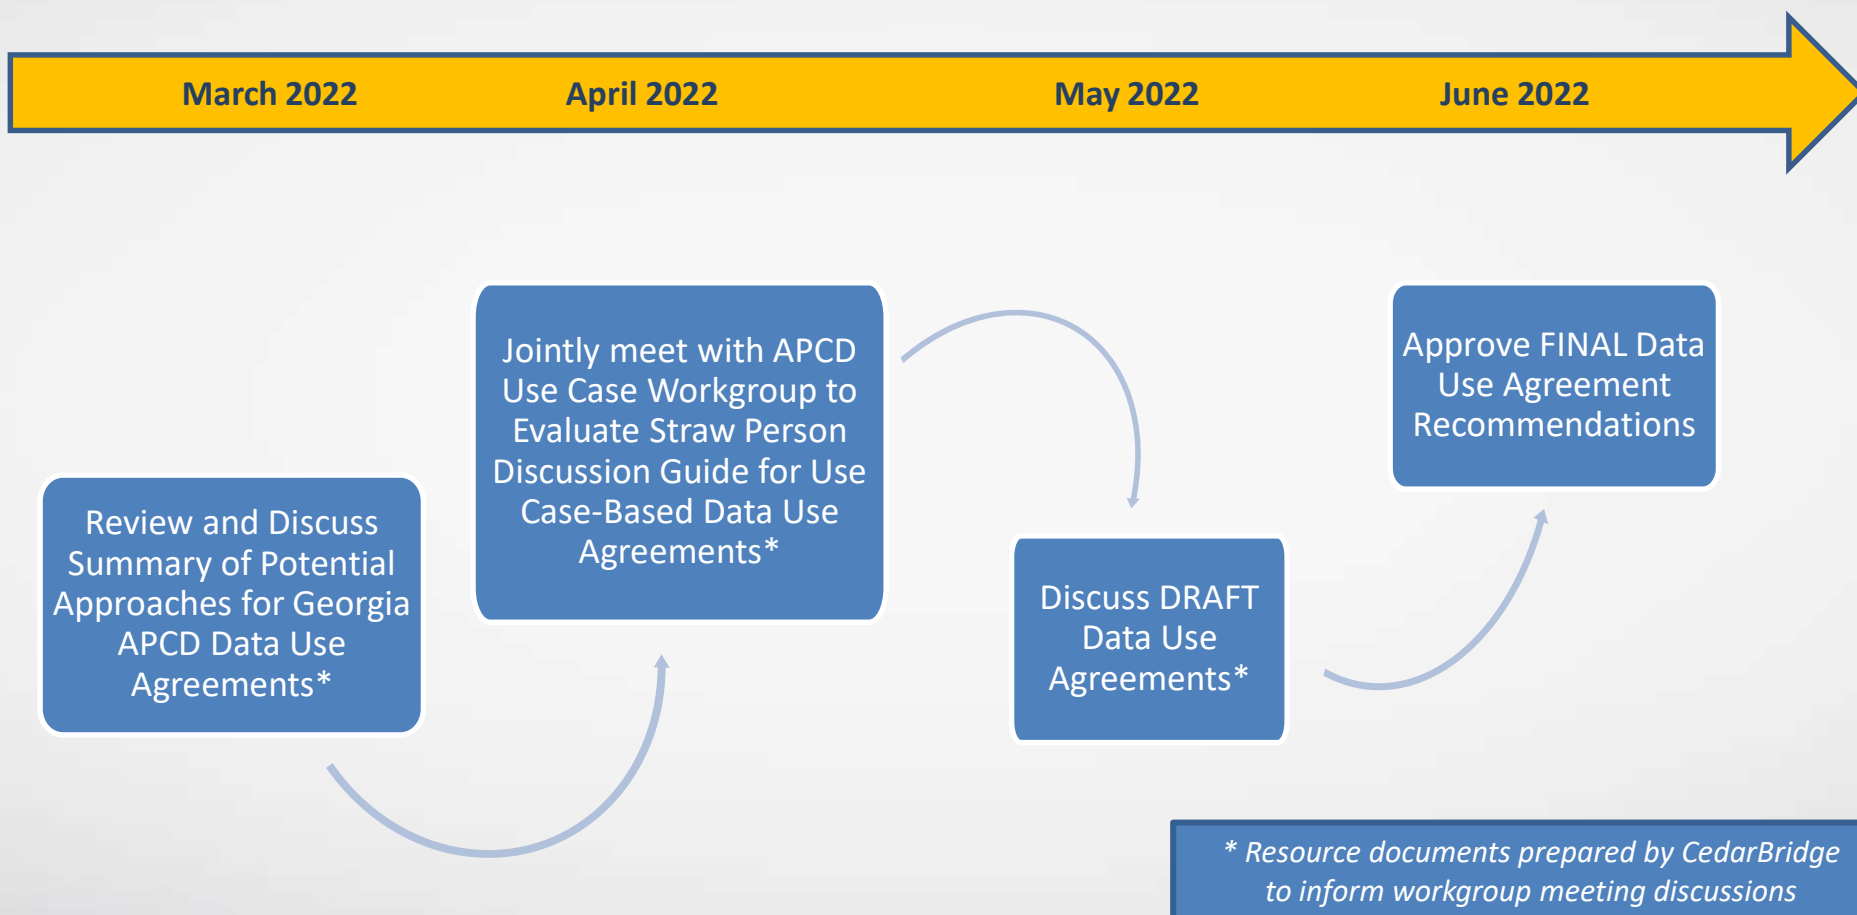 March 2022
April 2022
May 2022
June 2022
Review and Discuss
Summary of Potential
Approaches for Georgia
APCD Data Use
Agreements*
Jointly meet with APCD
Use Case Workgroup to
Evaluate Straw Person
Discussion Guide for Use
Case-Based Data Use
Agreements*
Discuss DRAFT
Data Use
Agreements*
Approve FINAL Data
Use Agreement
Recommendations
* Resource documents prepared by CedarBridge
to inform workgroup meeting discussions